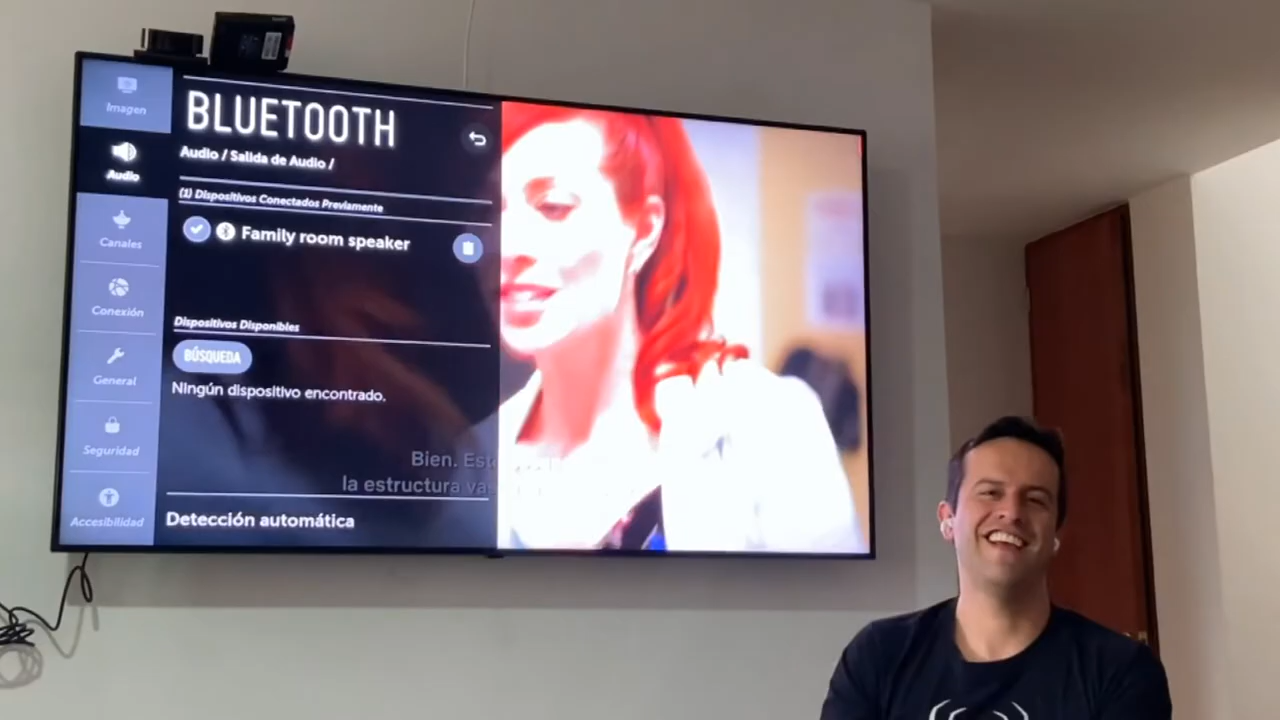 Imagen
Audio
Canales
Conexión
General
Seguridad
Accesibilidad
BLUETOOTH
Audio / Salida de Audio /
(1) Dispositivos Conectados Previamente
Family room speaker
Dispositivos Disponibles
BÚSQUEDA
Ningún dispositivo encontrado.
Bien.
la estructura
Detección automática